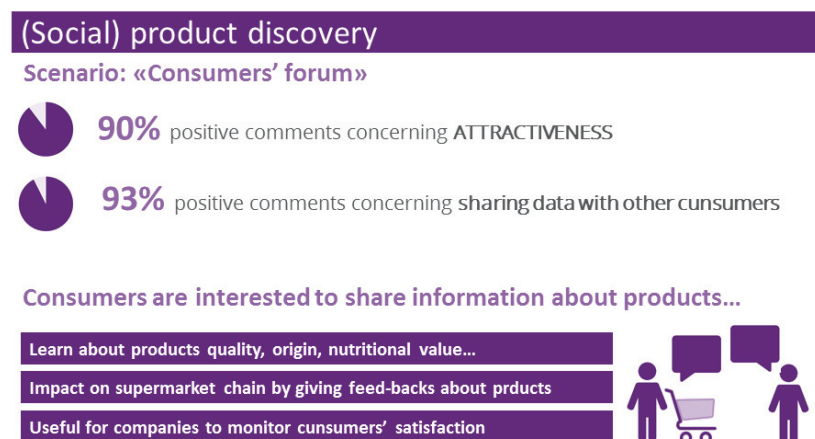 (Social) product discovery
Scenario: «Consumers’ forum»
90% positive comments concerning ATTRACTIVENESS
93% positive comments concerning sharing data with other cunsumers
Consumers are interested to share information about products…
Learn about products quality, origin, nutritional value…
Impact on supermarket chain by giving feed-backs about prducts
Useful for companies to monitor cunsumers’ satisfaction